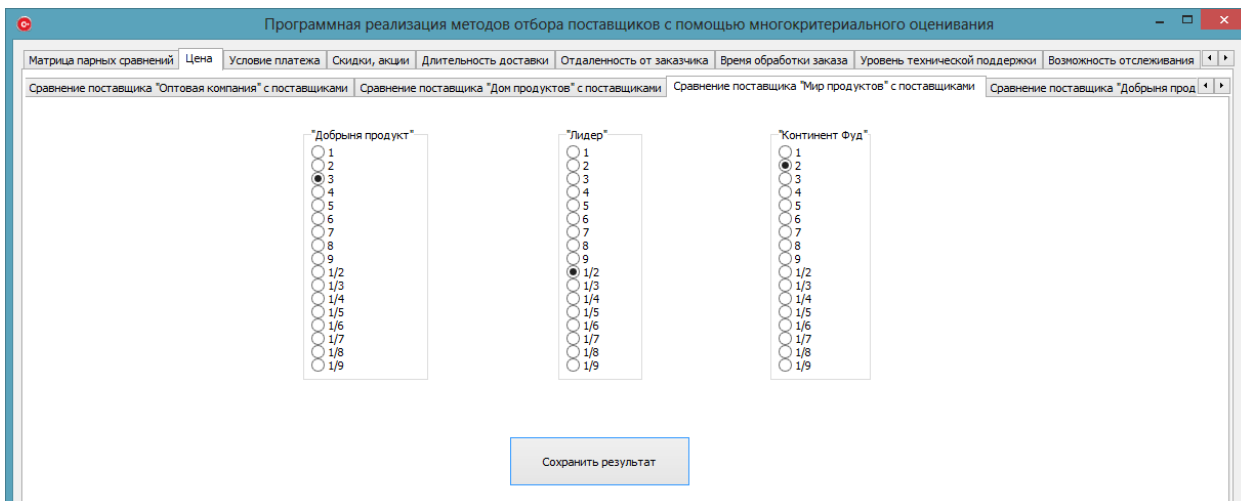 Программная реализация методов отбора поставщиков с помощью многокритериального оценивания
Матрица парных сравнений Цена Условие платежа Скидки, акции Длительность доставки Отдаленность от заказчика Время обработки заказа Уровень технической поддержки Возможность отслеживания
Сравнение поставщика "Оптовая компания" с поставщиками Сравнение поставщика "Дом продуктов" с поставщиками Сравнение поставщика "Мир продуктов" с поставщиками Сравнение поставщика "Добрыня прод
"Добрыня продукт" "Лидер" "Континент Фуд"
1 1 1
2 2 2
3 3 3
4 4 4
5 5 5
6 6 6
7 7 7
8 8 8
9 9 9
1/2 1/2 1/2
1/3 1/3 1/3
1/4 1/4 1/4
1/5 1/5 1/5
1/6 1/6 1/6
1/7 1/7 1/7
1/8 1/8 1/8
1/9 1/9 1/9
Сохранить результат